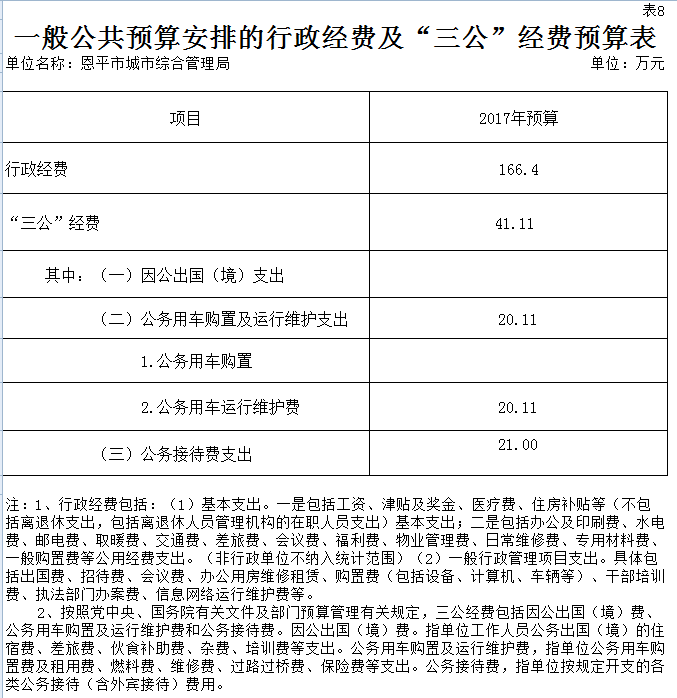 表8
一般公共预算安排的行政经费及“三公”经费预算表
单位名称：恩平市城市综合管理局 单位：万元
项目 2017年预算
行政经费 166.4
“三公”经费 41.11
其中：（一）因公出国（境）支出
（二）公务用车购置及运行维护支出 20.11
1.公务用车购置
2.公务用车运行维护费 20.11
（三）公务接待费支出 21.00
注：1、行政经费包括：（1）基本支出。一是包括工资、津贴及奖金、医疗费、住房补贴等（不包
括离退休支出，包括离退休人员管理机构的在职人员支出）基本支出；二是包括办公及印刷费、水电
费、邮电费、取暖费、交通费、差旅费、会议费、福利费、物业管理费、日常维修费、专用材料费、
一般购置费等公用经费支出。（非行政单位不纳入统计范围）（2）一般行政管理项目支出。具体包
括出国费、招待费、会议费、办公用房维修租赁、购置费（包括设备、计算机、车辆等）、干部培训
费、执法部门办案费、信息网络运行维护费等。
2、按照党中央、国务院有关文件及部门预算管理有关规定，三公经费包括因公出国（境）费、
公务用车购置及运行维护费和公务接待费。因公出国（境）费。指单位工作人员公务出国（境）的住
宿费、差旅费、伙食补助费、杂费、培训费等支出。公务用车购置及运行维护费，指单位公务用车购
置费及租用费、燃料费、维修费、过路过桥费、保险费等支出。公务接待费，指单位按规定开支的各
类公务接待（含外宾接待）费用。